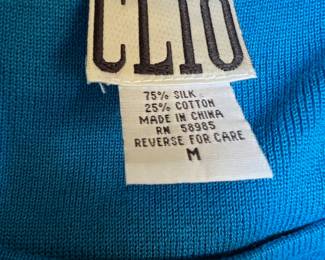 CLIO
75% SILK
25% COTTON
MADE IN CHINA
RN 58985
REVERSE FOR CARE
M